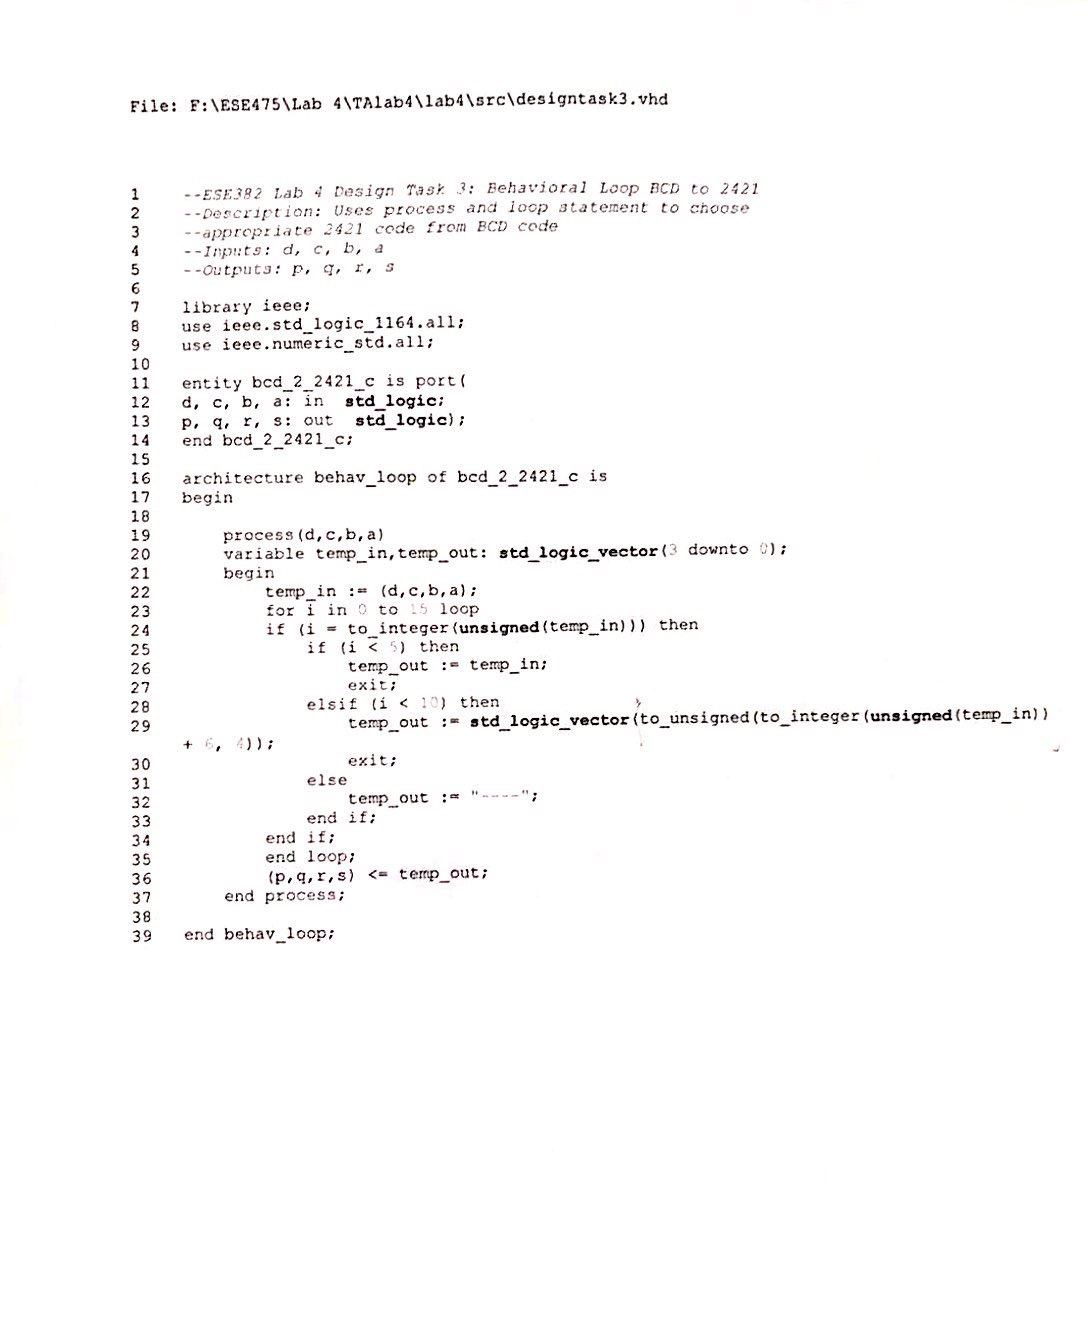 File: F:\ESE475\Lab 4\TAlab4\lab4\src\designtask3.vhd
1 --ESE382 Lab 4 Design Task 3: Behavioral Loop BCD to 2421
2 --Description: Uses process and loop statement to choose
3 --appropriate 2421 code from BCD code
4 --Inputs: d, c, b, a
5 --Outputs: p, q, r, s
6
7 library ieee;
8 use ieee.std_logic_1164.all;
9 use ieee.numeric_std.all;
10
11 entity bcd_2_2421_c is port(
12 d, c, b, a: in std_logic;
13 p, q, r, s: out std_logic);
14 end bcd_2_2421_c;
15
16 architecture behav_loop of bcd_2_2421_c is
17 begin
18
19 process(d,c,b,a)
20 variable temp_in,temp_out: std_logic_vector(3 downto 0);
21 begin
22 temp_in := (d,c,b,a);
23 for i in 0 to 15 loop
24 if (i = to_integer(unsigned(temp_in))) then
25 if (i < 5) then
26 temp_out := temp_in;
27 exit;
28 elsif (i < 10) then
29 temp_out := std_logic_vector(to_unsigned(to_integer(unsigned(temp_in))
+ 6, 4));
30 exit;
31 else
32 temp_out := "----";
33 end if;
34 end if;
35 end loop;
36 (p,q,r,s) <= temp_out;
37 end process;
38
39 end behav_loop;